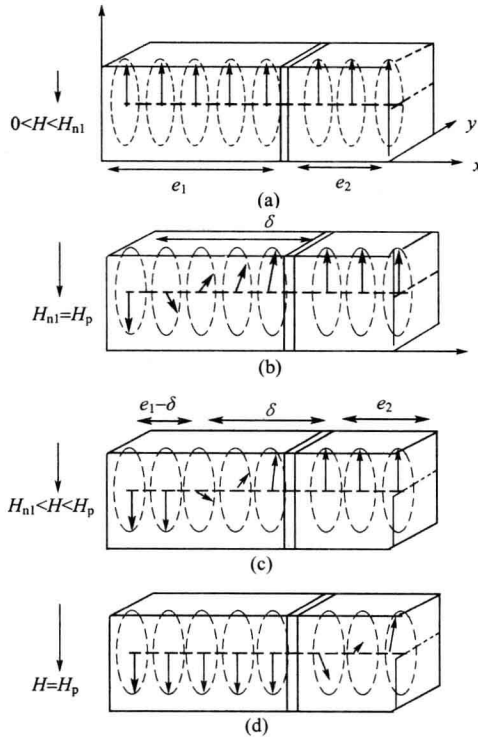 0<H<Hn1
e1
e2
y
x
(a)
δ
Hn1=Hp
(b)
e1−δ
δ
e2
Hn1<H<Hp
(c)
H=Hp
(d)